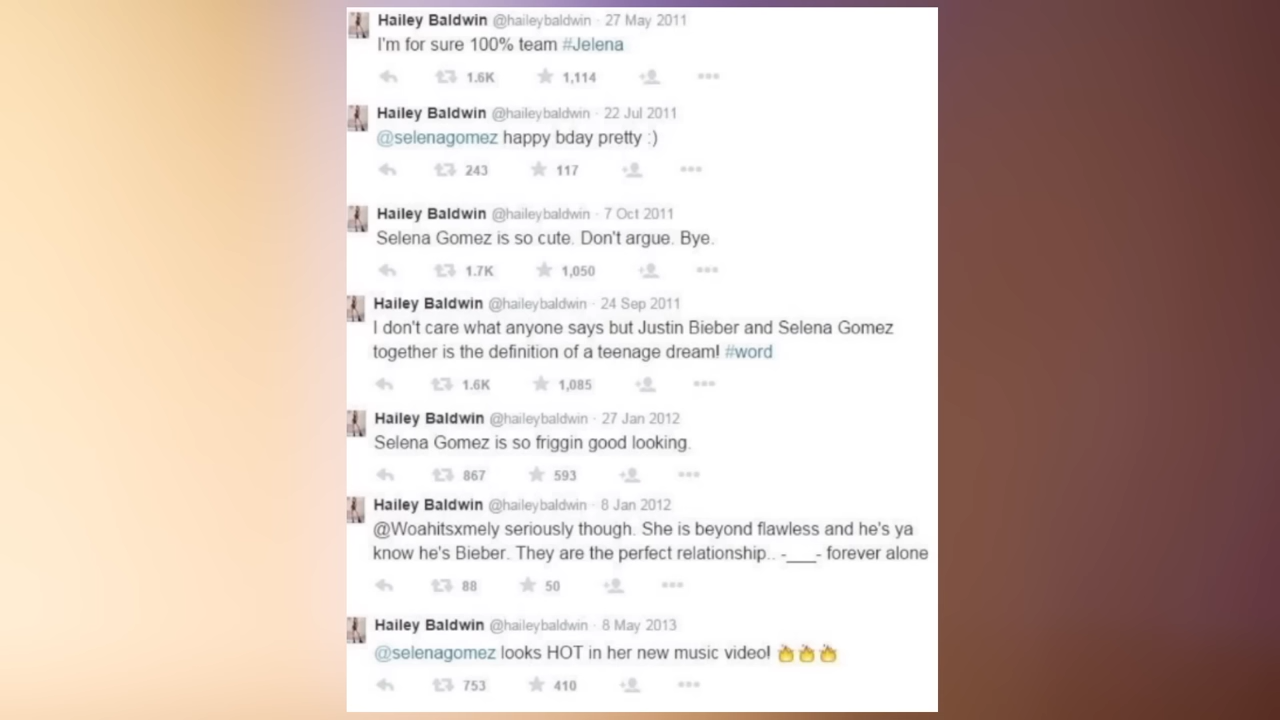 Hailey Baldwin @haileybaldwin · 27 May 2011
I'm for sure 100% team #Jelena
1.6K 1,114
Hailey Baldwin @haileybaldwin · 22 Jul 2011
@selenagomez happy bday pretty :)
243 117
Hailey Baldwin @haileybaldwin · 7 Oct 2011
Selena Gomez is so cute. Don't argue. Bye.
1.7K 1,050
Hailey Baldwin @haileybaldwin · 24 Sep 2011
I don't care what anyone says but Justin Bieber and Selena Gomez
together is the definition of a teenage dream! #word
1.6K 1,085
Hailey Baldwin @haileybaldwin · 27 Jan 2012
Selena Gomez is so friggin good looking.
867 593
Hailey Baldwin @haileybaldwin · 8 Jan 2012
@Woahitsxmely seriously though. She is beyond flawless and he's ya
know he's Bieber. They are the perfect relationship.. -___- forever alone
88 50
Hailey Baldwin @haileybaldwin · 8 May 2013
@selenagomez looks HOT in her new music video! 🔥🔥🔥
753 410